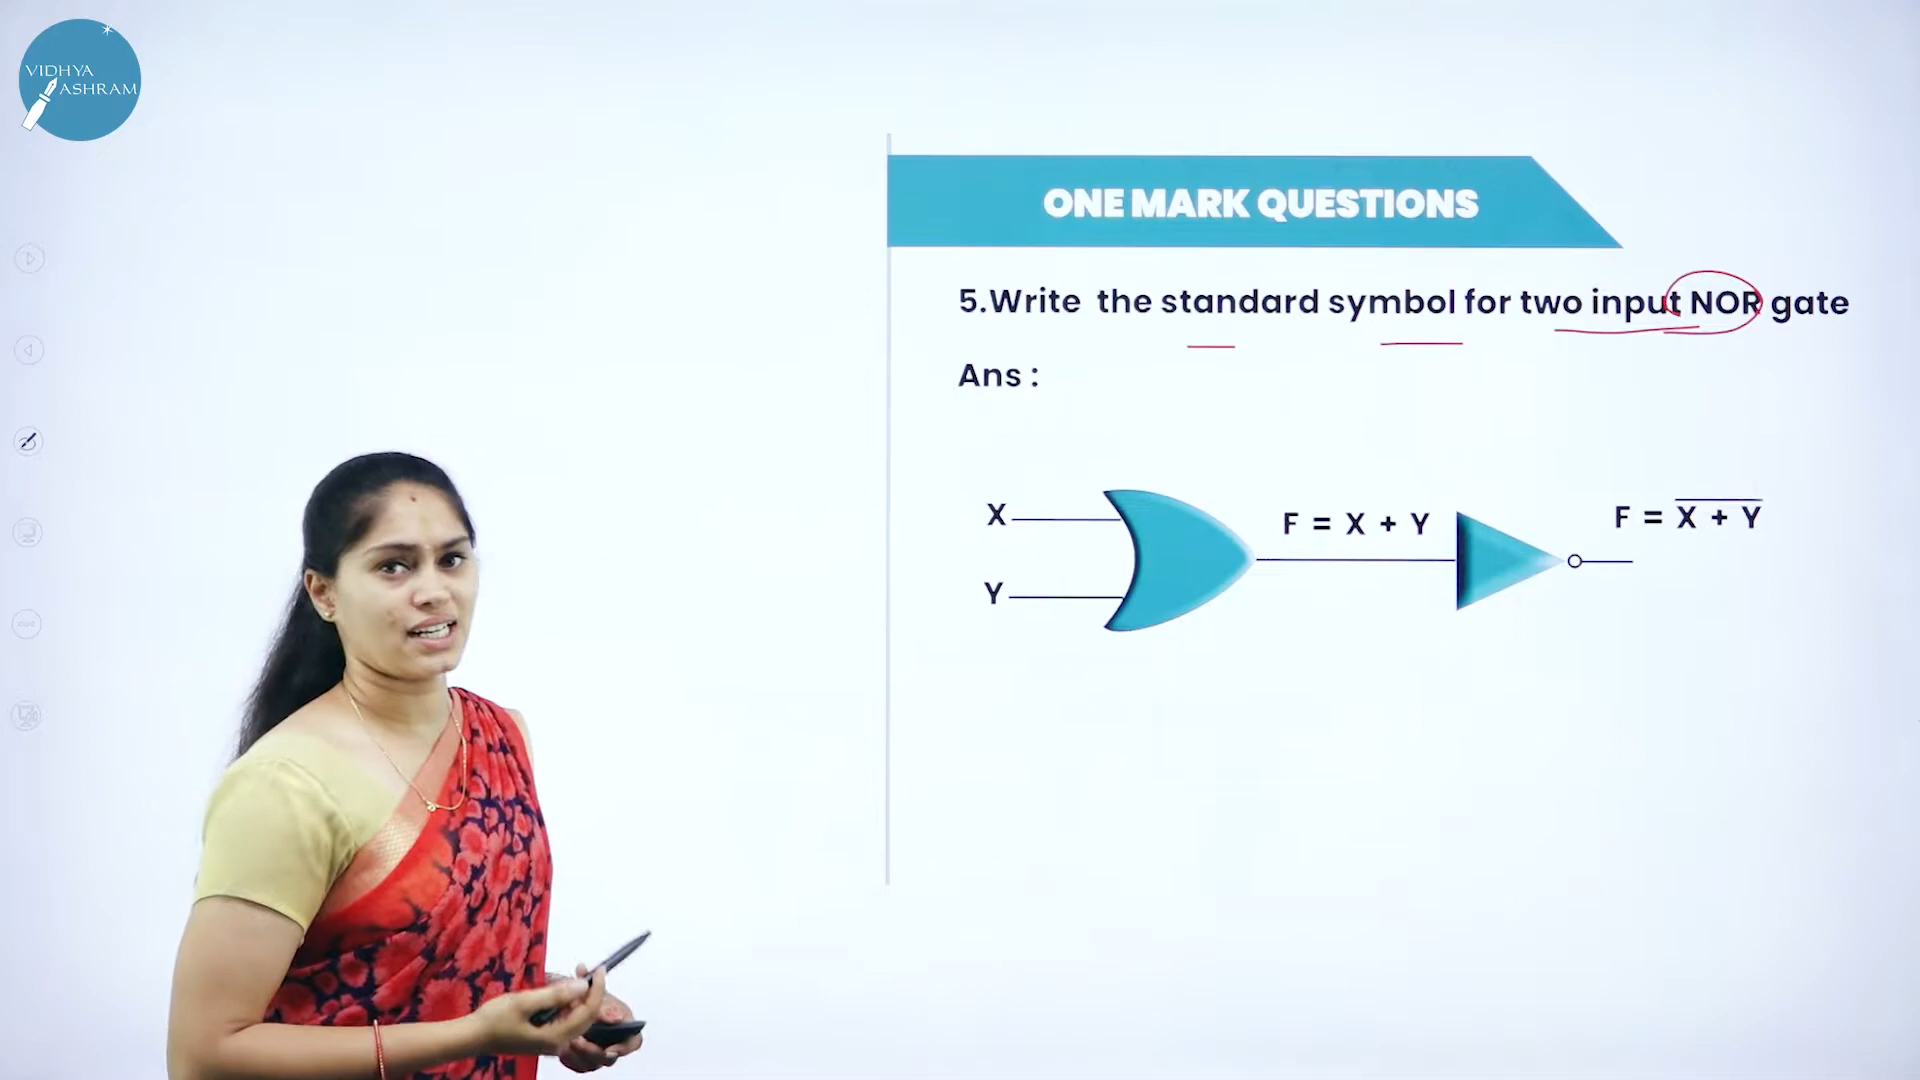 VIDHYA
ASHRAM
ONE MARK QUESTIONS
5.Write the standard symbol for two input NOR gate
Ans :
X
F = X + Y
F = X̅ ̅+̅ ̅Y̅
Y